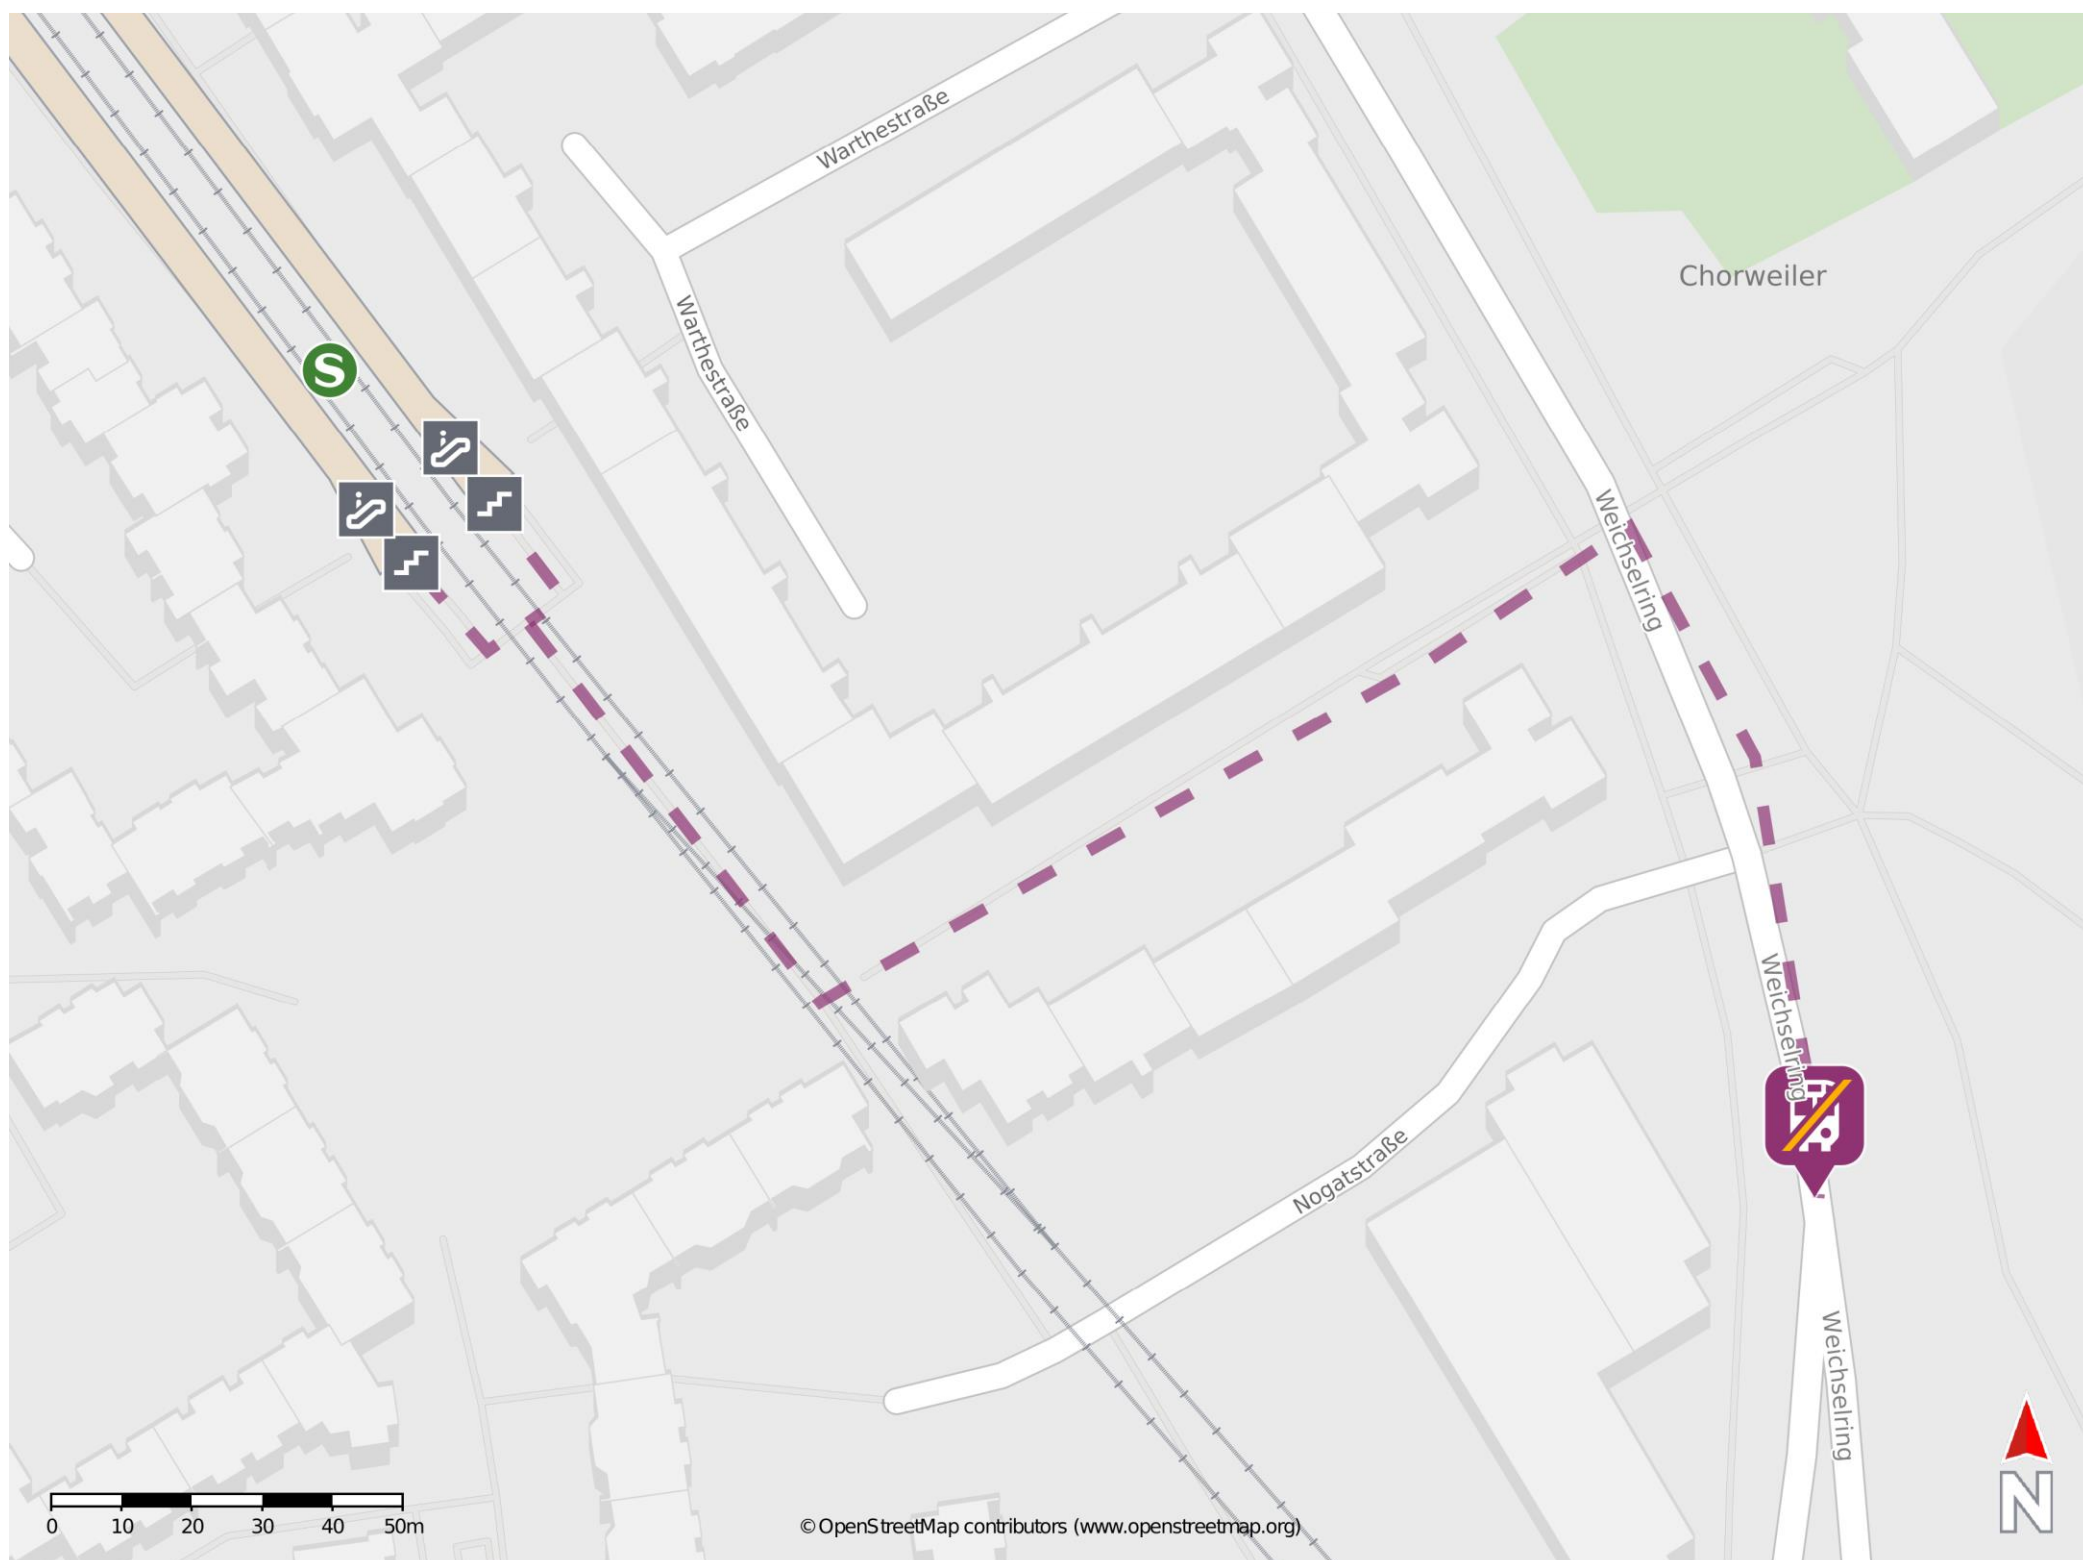 Warthestraße
Chorweiler
Warthestraße
S
Weichselring
Weichselring
Nogatstraße
Weichselring
N
0 10 20 30 40 50m
© OpenStreetMap contributors (www.openstreetmap.org)